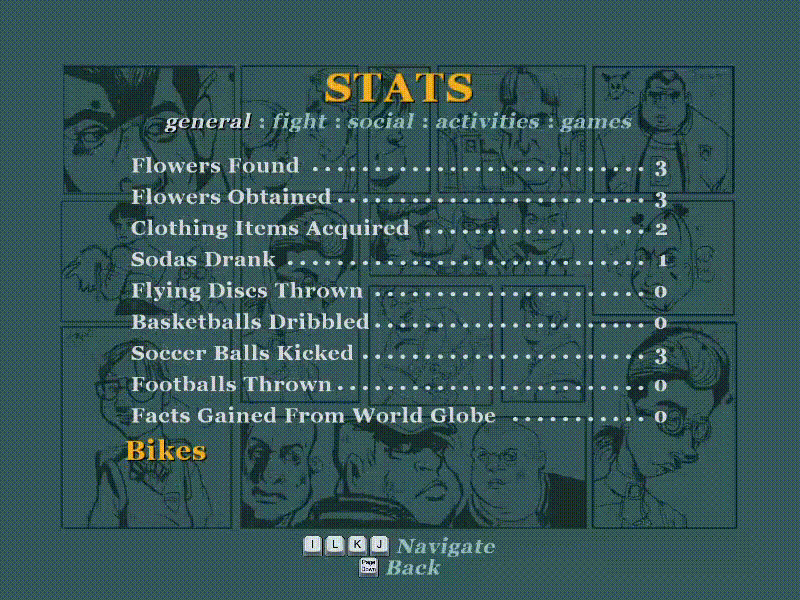 STATS
general : fight : social : activities : games
Flowers Found . . . . . . . . . . . . . . . . . . . . . . . . . . . 3
Flowers Obtained . . . . . . . . . . . . . . . . . . . . . . . . . 3
Clothing Items Acquired . . . . . . . . . . . . . . . . . . 2
Sodas Drank . . . . . . . . . . . . . . . . . . . . . . . . . . . . . 1
Flying Discs Thrown . . . . . . . . . . . . . . . . . . . . . . 0
Basketballs Dribbled . . . . . . . . . . . . . . . . . . . . . . 0
Soccer Balls Kicked . . . . . . . . . . . . . . . . . . . . . . . 3
Footballs Thrown . . . . . . . . . . . . . . . . . . . . . . . . . 0
Facts Gained From World Globe . . . . . . . . . . . 0
Bikes
I L K J Navigate
Page Down Back